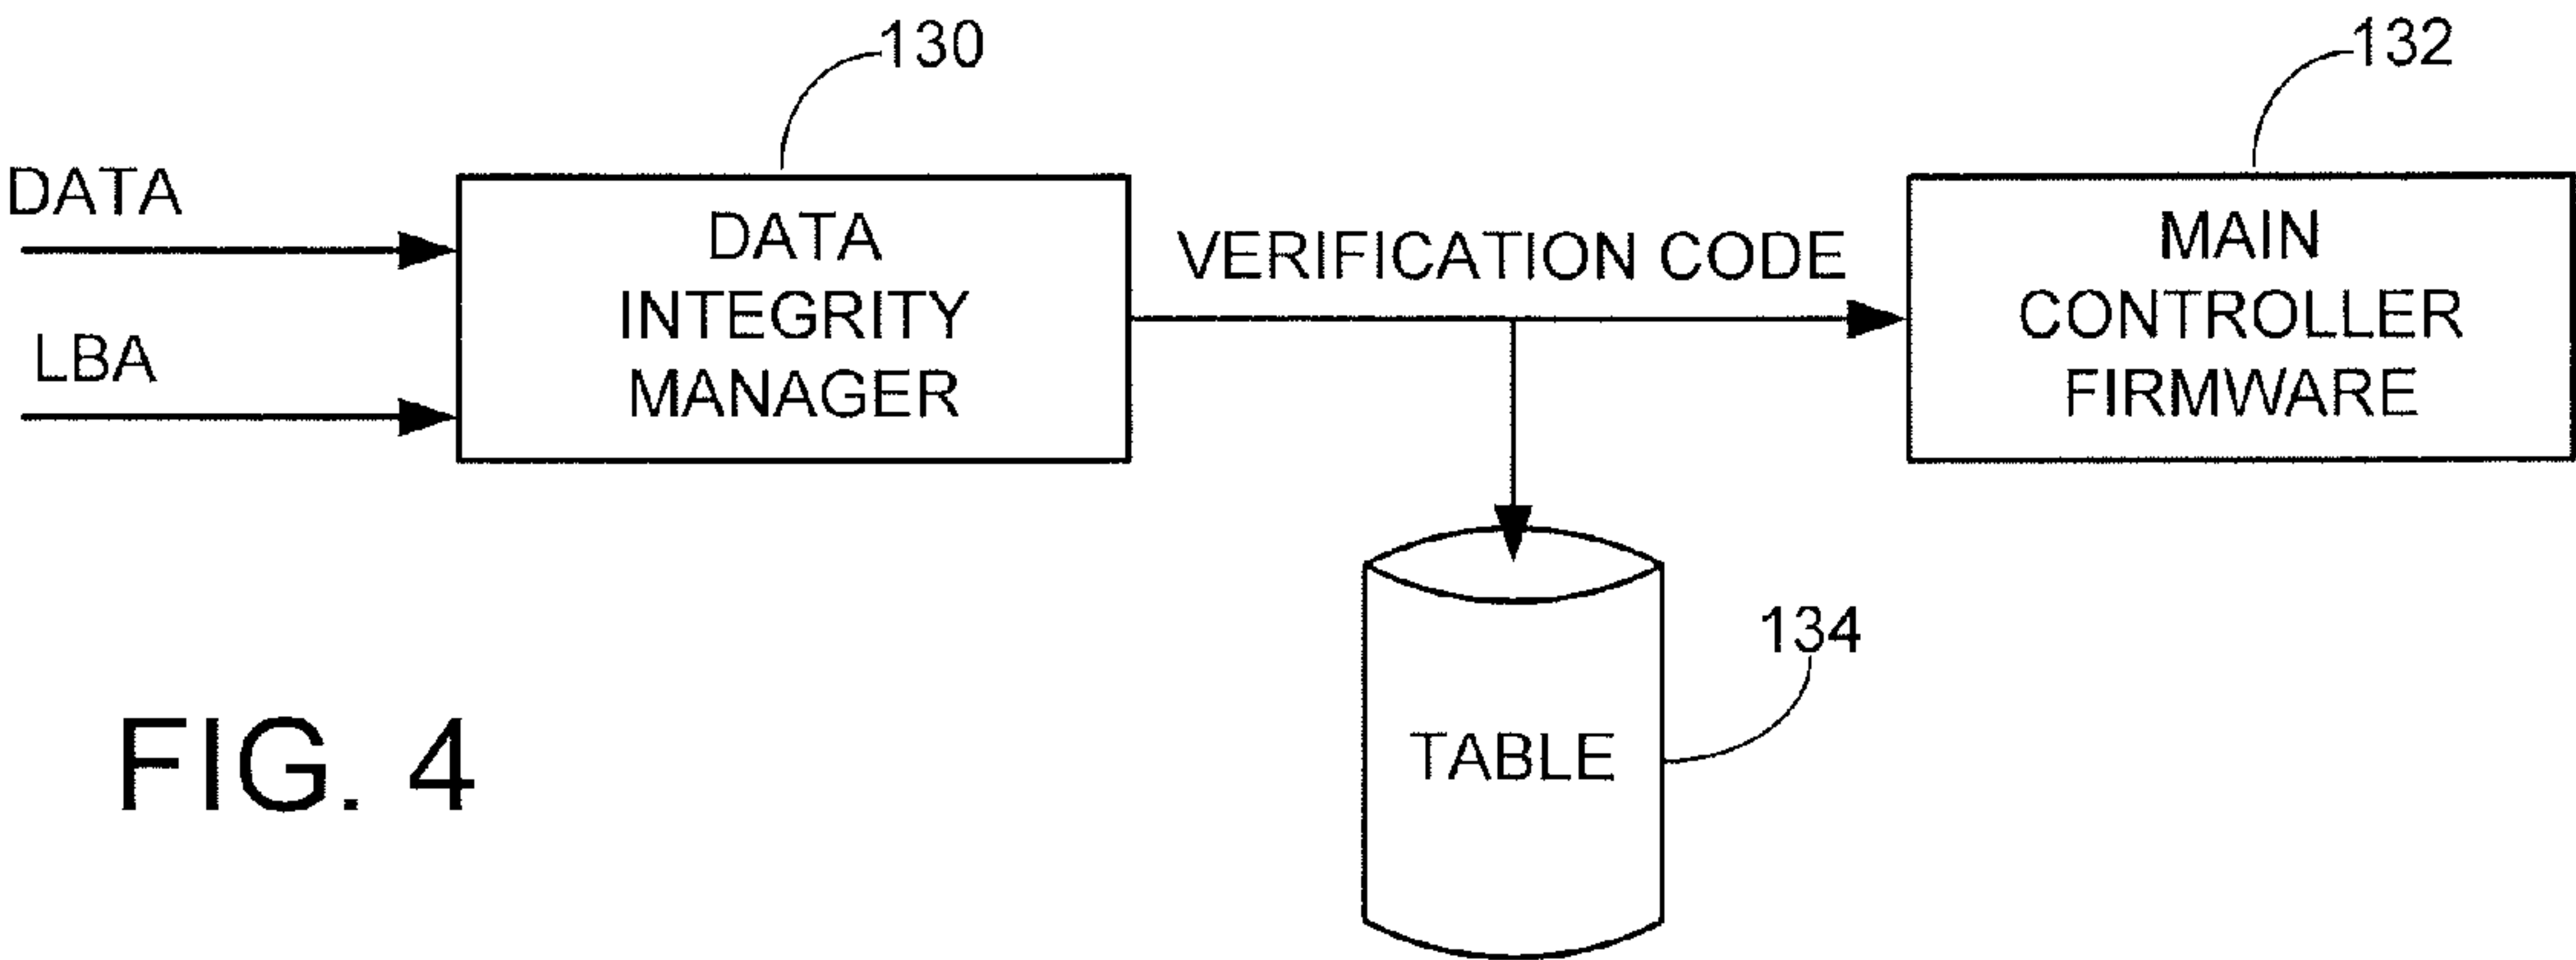 130
132
DATA
LBA
DATA
INTEGRITY
MANAGER
VERIFICATION CODE
MAIN
CONTROLLER
FIRMWARE
134
TABLE
FIG. 4